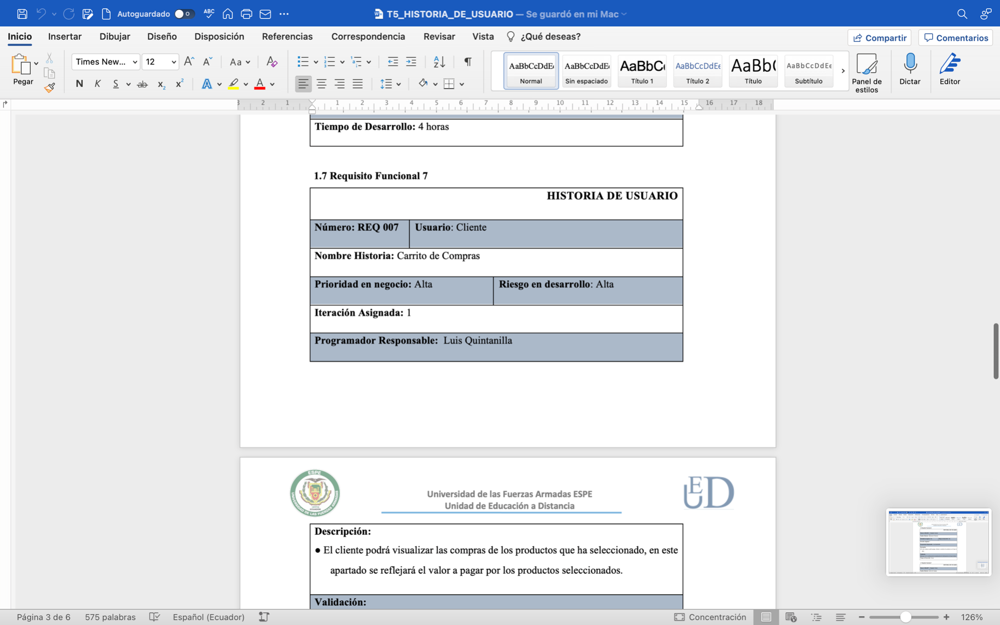 Autoguardado
ABC
T5_HISTORIA_DE_USUARIO — Se guardó en mi Mac
Inicio Insertar Dibujar Diseño Disposición Referencias Correspondencia Revisar Vista ¿Qué deseas? Compartir Comentarios
Pegar
Times New... 12 Aa
N K S ab x2 x2 A A
AaBbCcDdEe AaBbCcDdEe AaBbCc AaBbCcDdEe AaBb( AaBbCcDdEe
Normal Sin espaciado Título 1 Título 2 Título Subtítulo
Panel de estilos
Dictar
Editor
3 2 1 1 2 3 4 5 6 7 8 9 10 11 12 13 14 15 16 17 18
Tiempo de Desarrollo: 4 horas
1.7 Requisito Funcional 7
HISTORIA DE USUARIO
Número: REQ 007 Usuario: Cliente
Nombre Historia: Carrito de Compras
Prioridad en negocio: Alta Riesgo en desarrollo: Alta
Iteración Asignada: 1
Programador Responsable: Luis Quintanilla
ESPE
UNIVERSIDAD DE LAS FUERZAS ARMADAS
Universidad de las Fuerzas Armadas ESPE
Unidad de Educación a Distancia
UED
Descripción:
● El cliente podrá visualizar las compras de los productos que ha seleccionado, en este
apartado se reflejará el valor a pagar por los productos seleccionados.
Validación:
Página 3 de 6 575 palabras Español (Ecuador) Concentración 126%